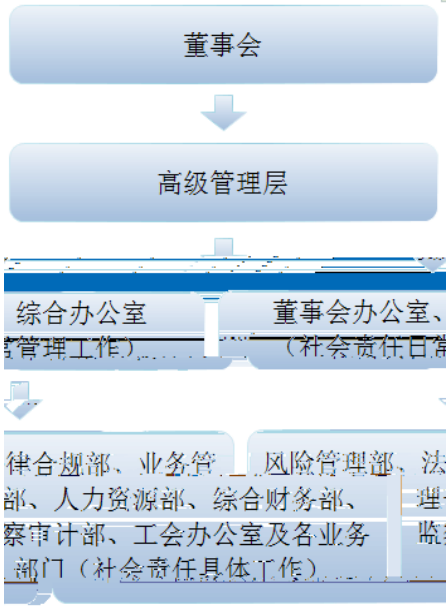 董事会
高级管理层
综合办公室 董事会办公室、
常管理工作） （社会责任日常
律合规部、业务管 风险管理部、法
部、人力资源部、综合财务部、 理
察审计部、工会办公室及各业务 监
部门（社会责任具体工作）